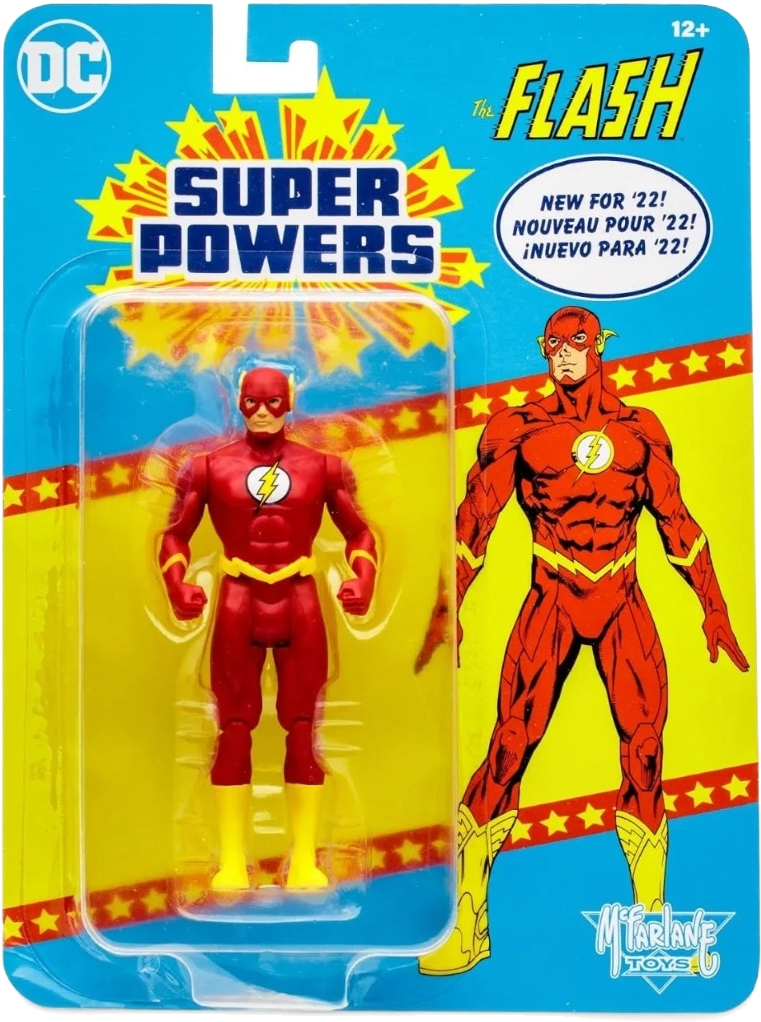 DC
12+
The FLASH
SUPER
POWERS
NEW FOR '22!
NOUVEAU POUR '22!
¡NUEVO PARA '22!
McFARLANE
TOYS